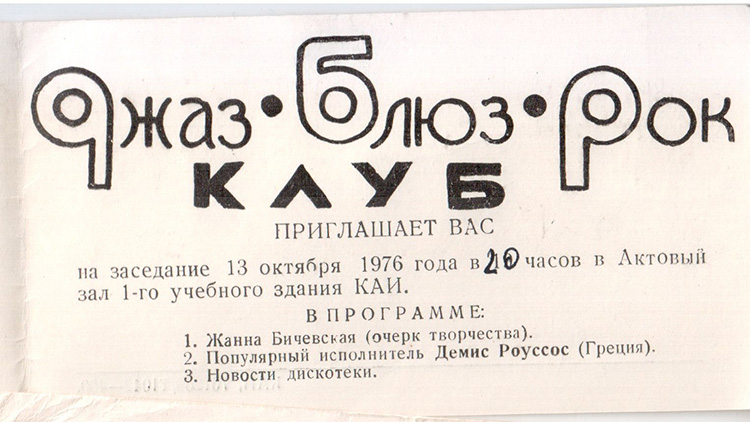 джаз • Блюз • Рок
КЛУБ
ПРИГЛАШАЕТ ВАС
на заседание 13 октября 1976 года в 20 часов в Актовый
зал 1-го учебного здания КАИ.
В ПРОГРАММЕ:
1. Жанна Бичевская (очерк творчества).
2. Популярный исполнитель Демис Роуссос (Греция).
3. Новости дискотеки.